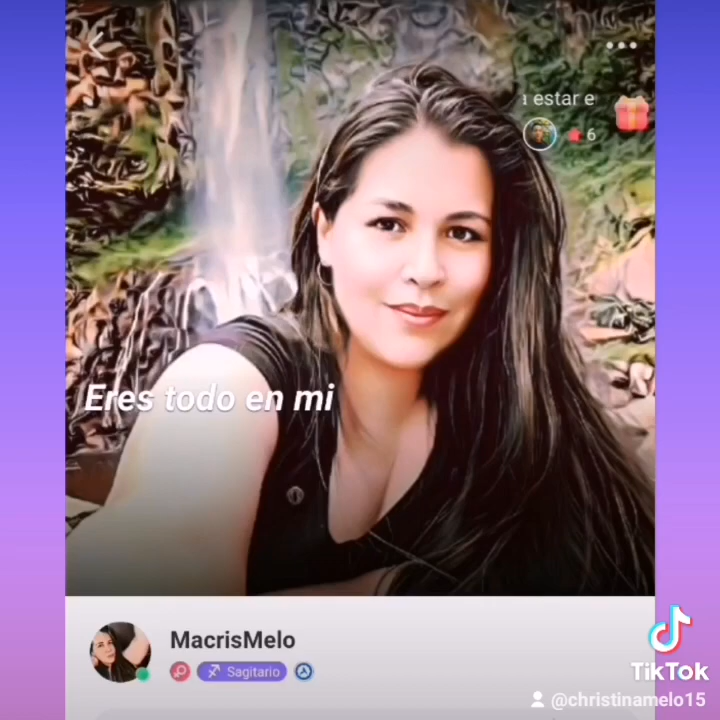 ı estar e
6
Eres todo en mi
MacrisMelo
Sagitario
TikTok
@christinamelo15